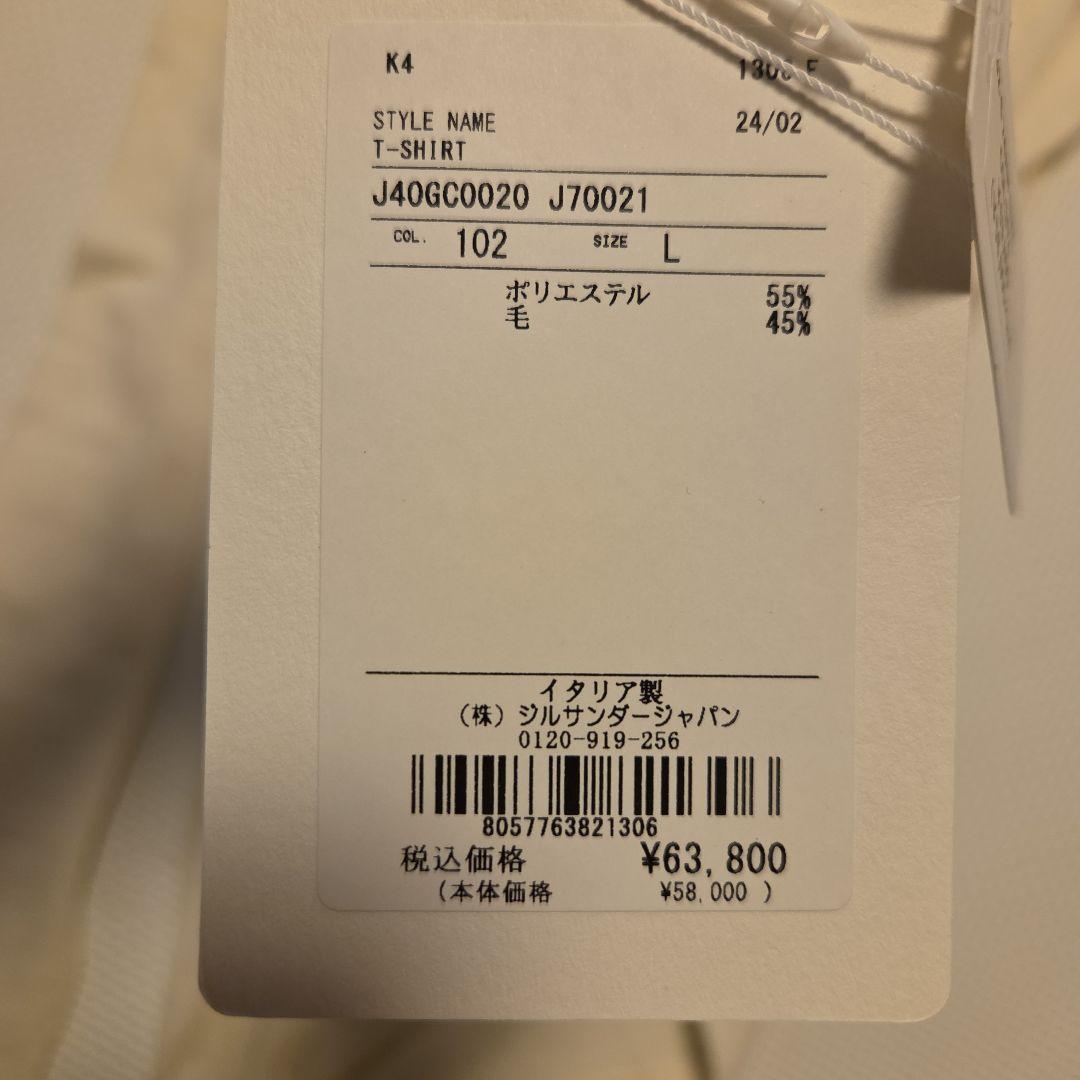 K4
STYLE NAME 24/02
T-SHIRT
J40GC0020 J70021
COL. 102 SIZE L
ポリエステル 55%
毛 45%
イタリア製
（株）ジルサンダージャパン
0120-919-256
8057763821306
税込価格 ¥63,800
（本体価格 ¥58,000 ）